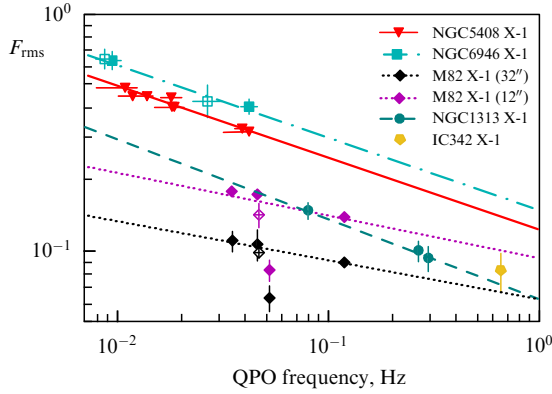 10⁰
F_rms
10⁻¹
NGC5408 X-1
NGC6946 X-1
M82 X-1 (32″)
M82 X-1 (12″)
NGC1313 X-1
IC342 X-1
10⁻² 10⁻¹ 10⁰
QPO frequency, Hz